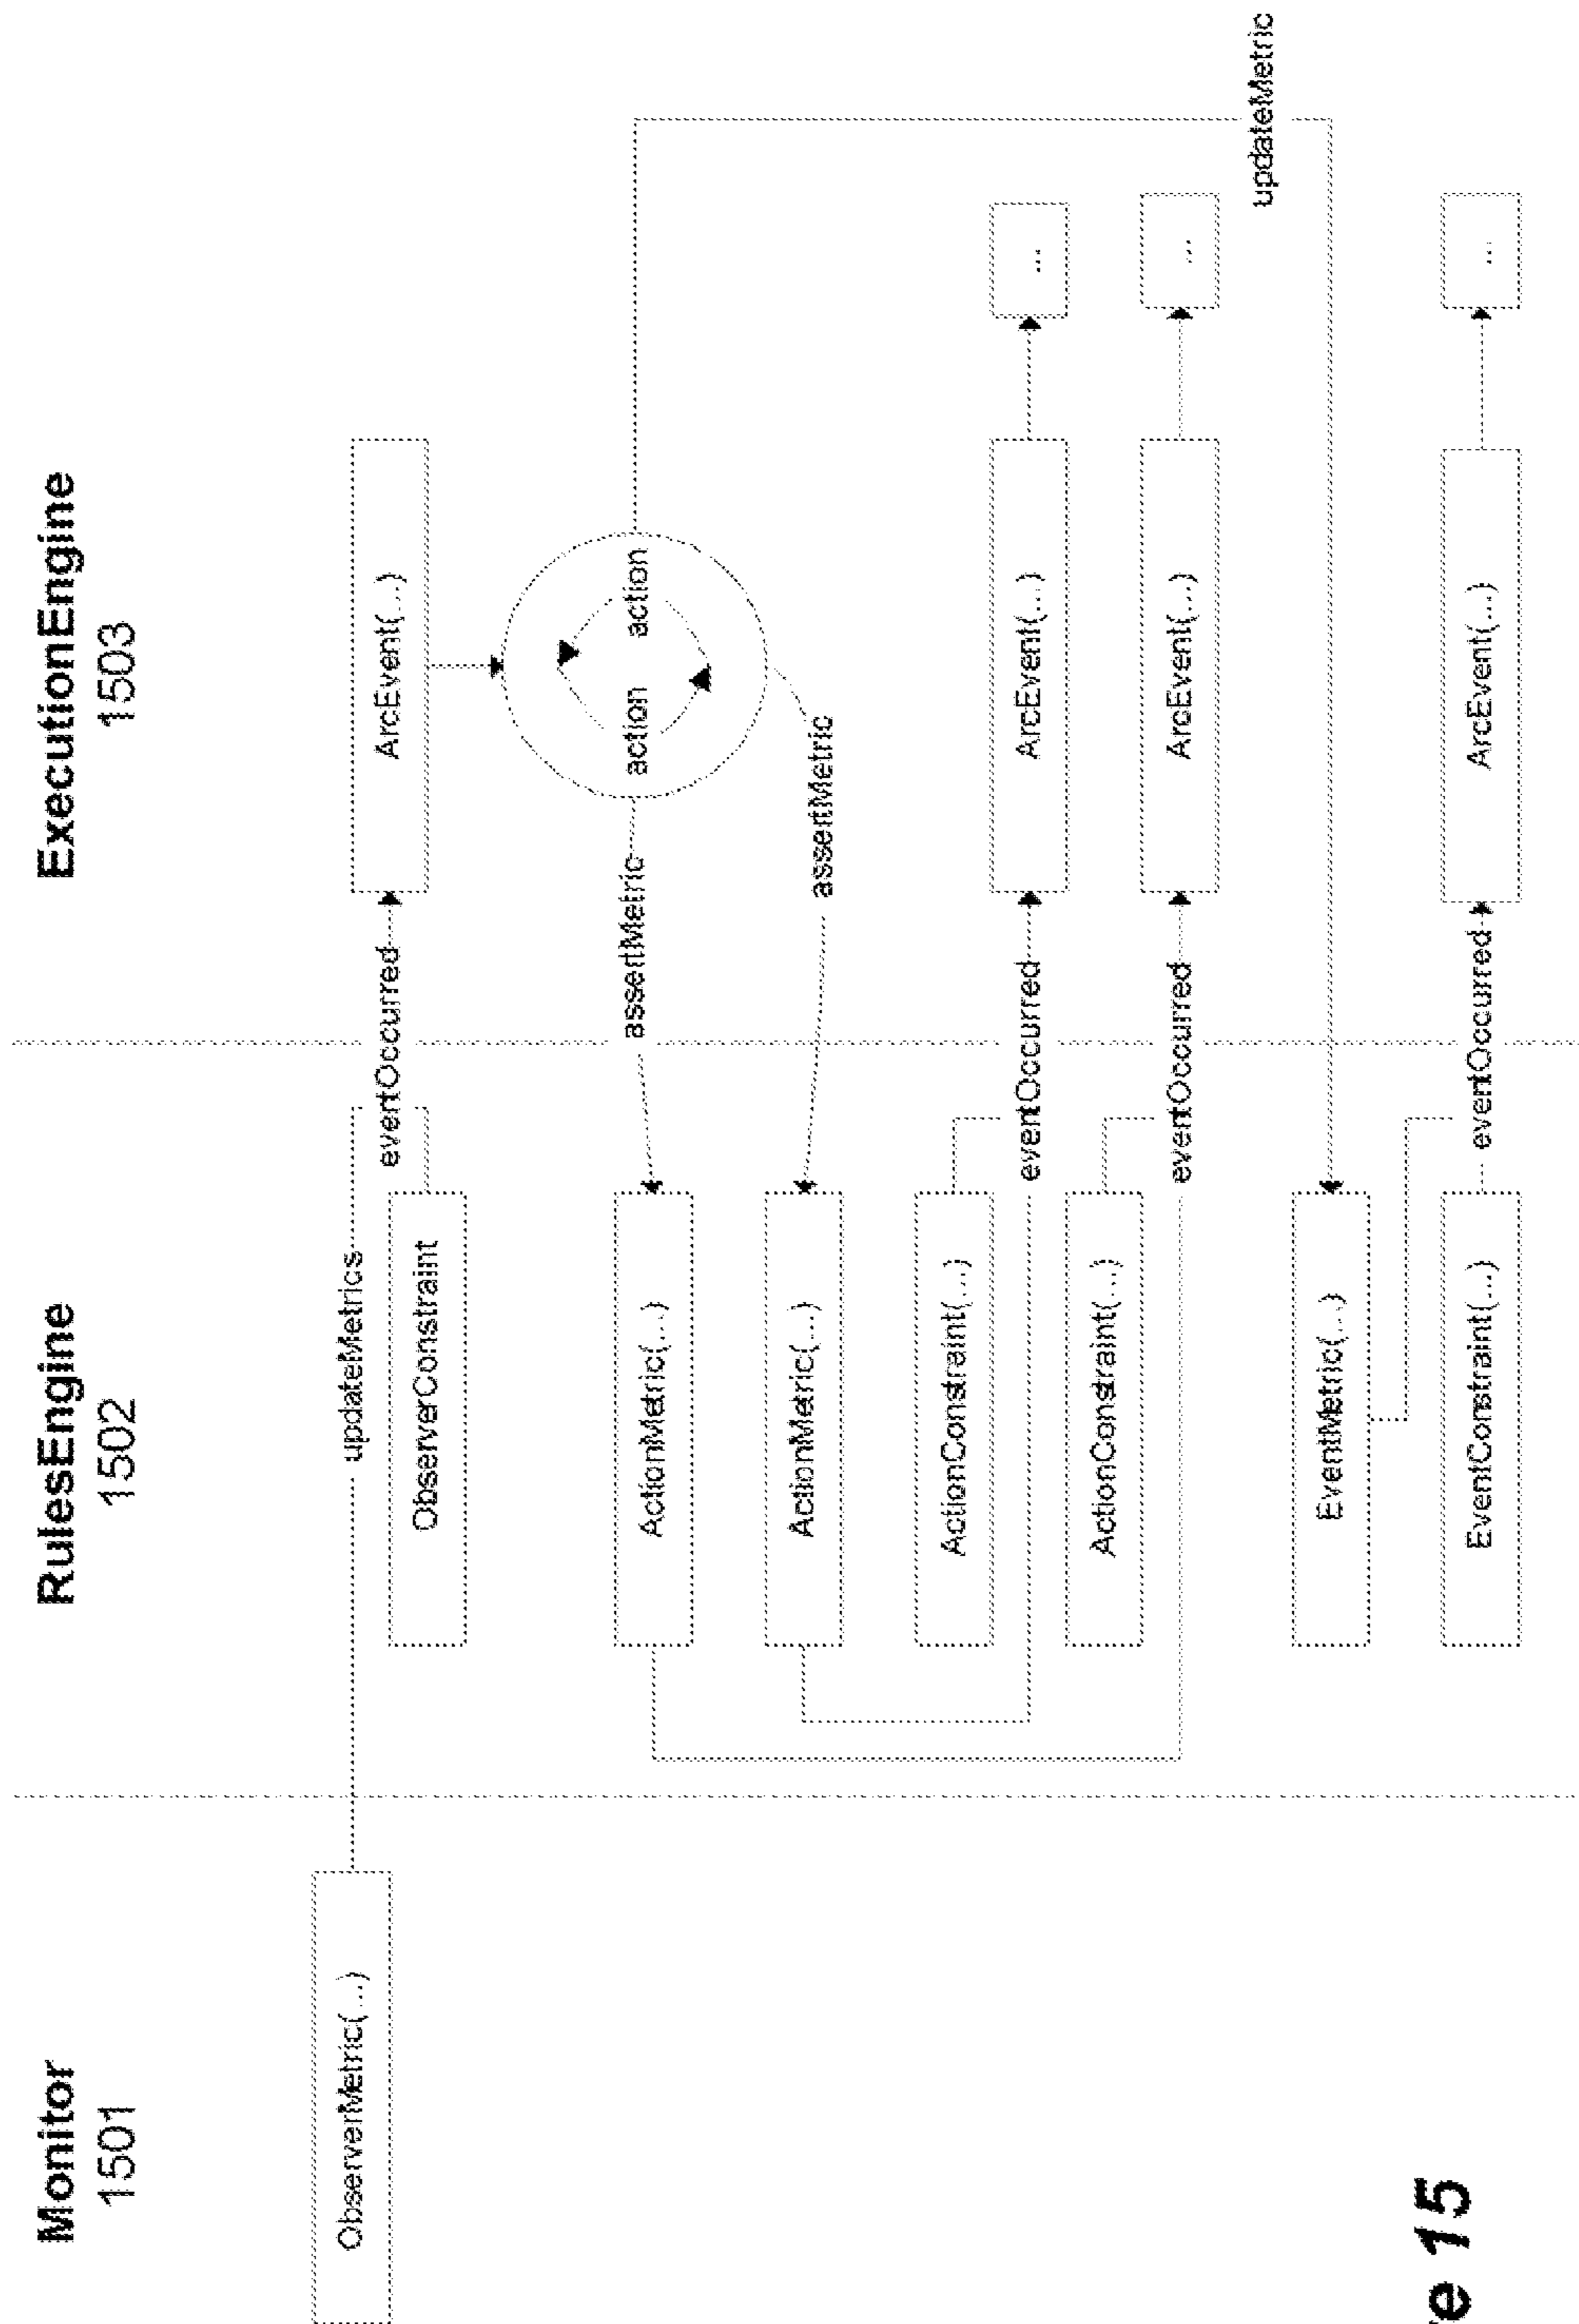 Monitor
1501
RulesEngine
1502
ExecutionEngine
1503
ObserverMetric(...)
updateMetrics
ObserverConstraint
eventOccurred
ArcEvent(...)
action
action
assertMetric
ActionMetric(...)
assertMetric
ActionMetric(...)
ActionConstraint(...)
eventOccurred
ArcEvent(...)
...
ActionConstraint(...)
eventOccurred
ArcEvent(...)
...
updateMetric
EventMetric(...)
EventConstraint(...)
eventOccurred
ArcEvent(...)
...
15